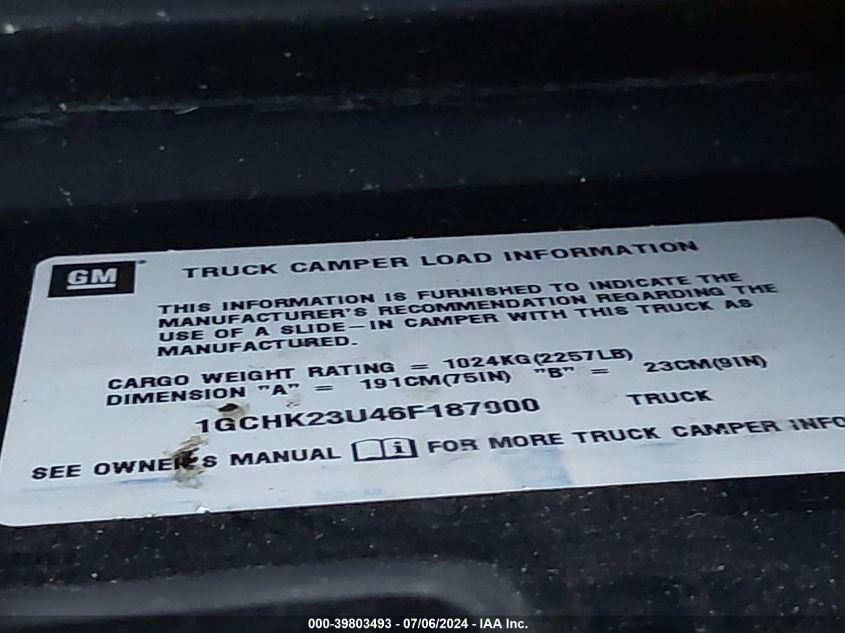 GM
TRUCK CAMPER LOAD INFORMATION
THIS INFORMATION IS FURNISHED TO INDICATE THE
MANUFACTURER'S RECOMMENDATION REGARDING THE
USE OF A SLIDE-IN CAMPER WITH THIS TRUCK AS
MANUFACTURED.
CARGO WEIGHT RATING = 1024KG(2257LB)
DIMENSION "A" = 191CM(75IN) "B" = 23CM(9IN)
1GCHK23U46F187900 TRUCK
SEE OWNER'S MANUAL i FOR MORE TRUCK CAMPER INFO
000-39803493 - 07/06/2024 - IAA Inc.